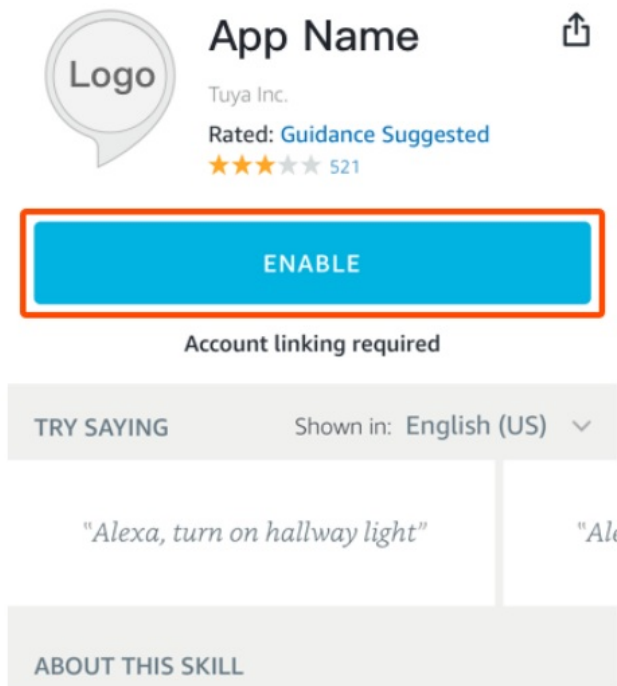 Logo
App Name
Tuya Inc.
Rated: Guidance Suggested
521
ENABLE
Account linking required
TRY SAYING
Shown in: English (US)
"Alexa, turn on hallway light"
"Al
ABOUT THIS SKILL